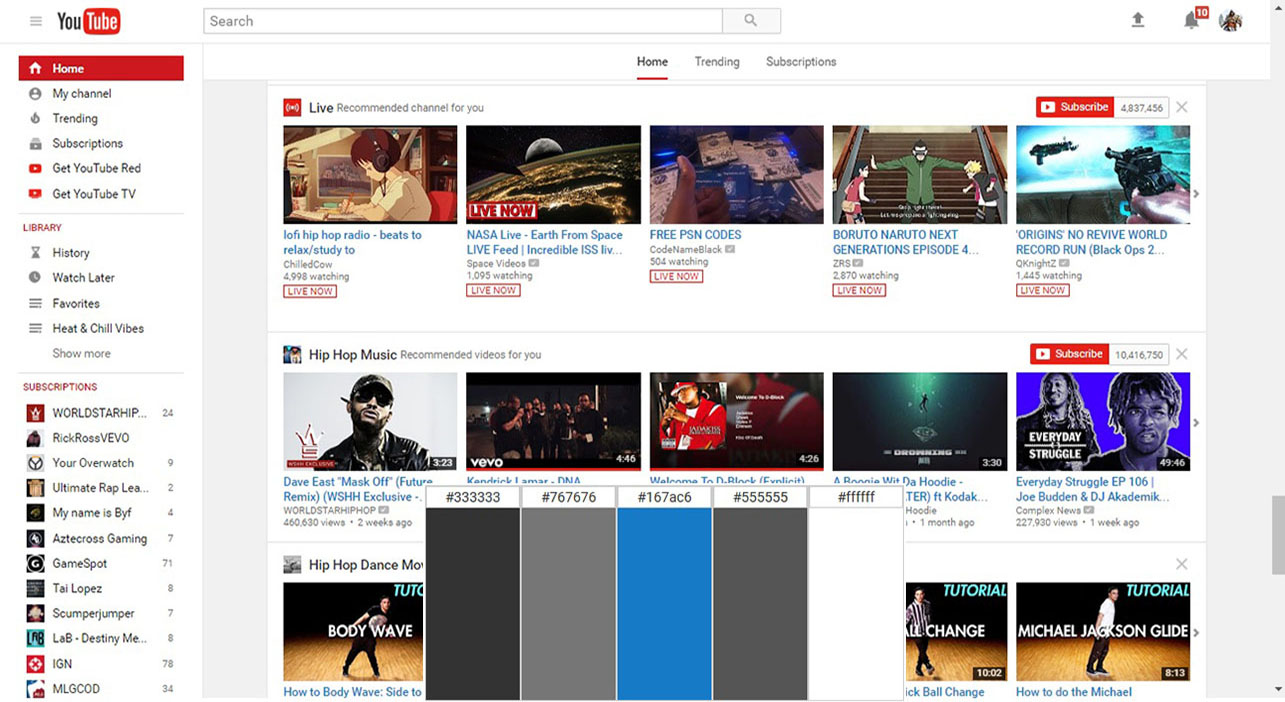 YouTube
Search
10
Home Trending Subscriptions
Home
My channel
Trending
Subscriptions
Get YouTube Red
Get YouTube TV
LIBRARY
History
Watch Later
Favorites
Heat & Chill Vibes
Show more
SUBSCRIPTIONS
WORLDSTARHIP... 24
RickRossVEVO
Your Overwatch 9
Ultimate Rap Lea... 2
My name is Byf 4
Aztecross Gaming 7
GameSpot 71
Tai Lopez 8
Scumperjumper 7
LaB - Destiny Me... 8
IGN 78
MLGCOD 34
Live Recommended channel for you
Subscribe 4,837,456
lofi hip hop radio - beats to
relax/study to
ChilledCow
4,998 watching
LIVE NOW
LIVE NOW
NASA Live - Earth From Space
LIVE Feed | Incredible ISS liv...
Space Videos
1,095 watching
LIVE NOW
FREE PSN CODES
CodeNameBlack
504 watching
LIVE NOW
BORUTO NARUTO NEXT
GENERATIONS EPISODE 4...
ZRS
2,870 watching
LIVE NOW
'ORIGINS' NO REVIVE WORLD
RECORD RUN (Black Ops 2...
QKnightZ
1,445 watching
LIVE NOW
Hip Hop Music Recommended videos for you
Subscribe 10,416,750
WSHH EXCLUSIVE
3:23
Dave East "Mask Off" (Future
Remix) (WSHH Exclusive -
WORLDSTARHIPHOP
460,630 views • 2 weeks ago
vevo
4:46
Kendrick Lamar - DNA.
Welcome To D-Block
JADAKISS
4:26
Welcome To D-Block (Explicit)
DROWNING
3:30
A Boogie Wit Da Hoodie -
TER) ft Kodak...
Hoodie
• 1 month ago
EVERYDAY
STRUGGLE
49:46
Everyday Struggle EP 106 |
Joe Budden & DJ Akademik...
Complex News
227,930 views • 1 week ago
#333333 #767676 #167ac6 #555555 #ffffff
Hip Hop Dance Mov
TUTO
BODY WAVE
How to Body Wave: Side to
TUTORIAL
ALL CHANGE
10:02
ick Ball Change
TUTORIAL
MICHAEL JACKSON GLIDE
8:13
How to do the Michael